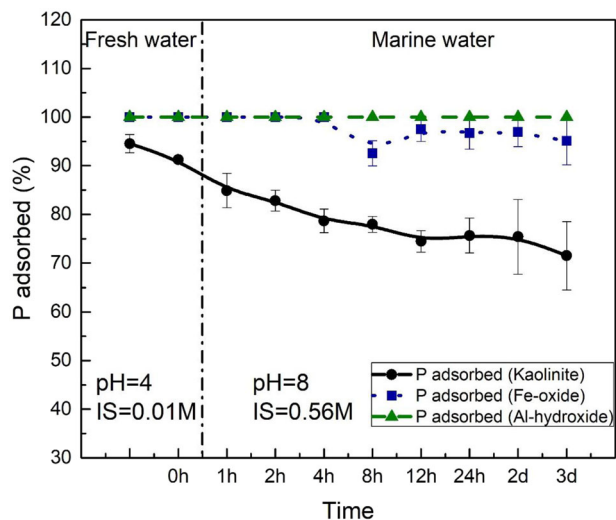 Fresh water
Marine water
P adsorbed (%)
120
110
100
90
80
70
60
50
40
30
pH=4
IS=0.01M
pH=8
IS=0.56M
P adsorbed (Kaolinite)
P adsorbed (Fe-oxide)
P adsorbed (Al-hydroxide)
0h 1h 2h 4h 8h 12h 24h 2d 3d
Time